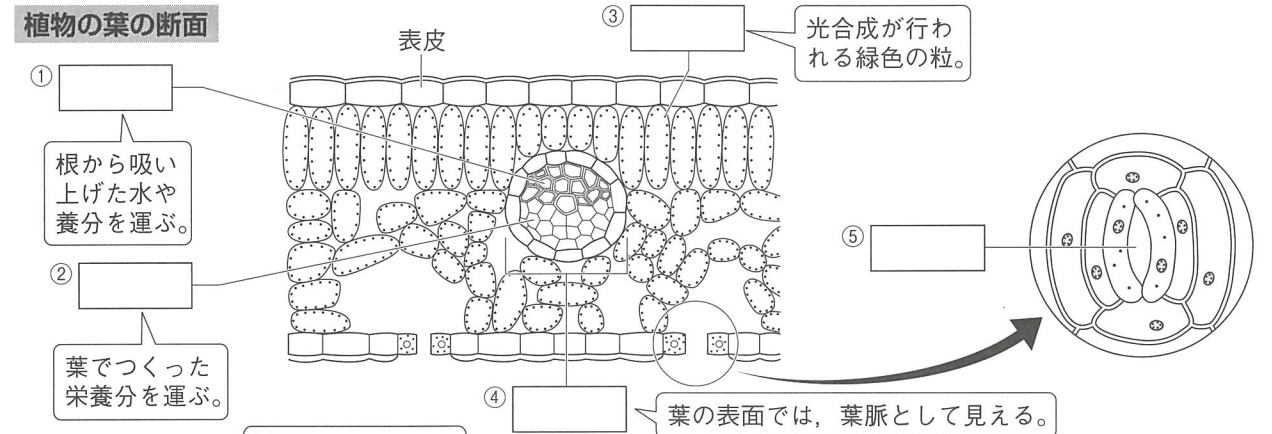 植物の葉の断面
③
光合成が行わ
れる緑色の粒。
表皮
①
根から吸い
上げた水や
養分を運ぶ。
②
葉でつくった
栄養分を運ぶ。
⑤
④
葉の表面では，葉脈として見える。